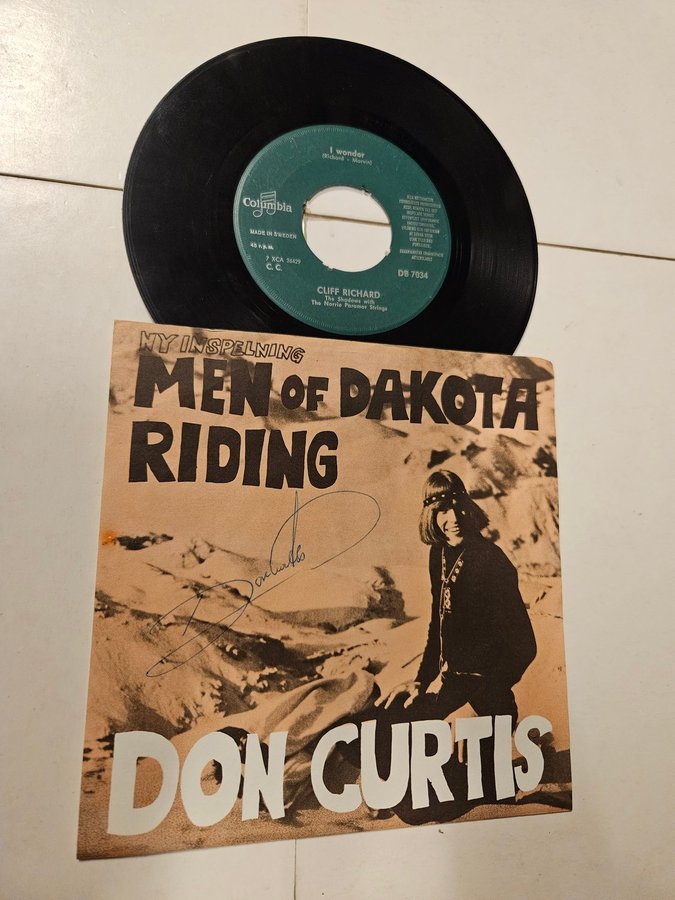 I wonder
(Richard - Marvin)
Columbia
MADE IN SWEDEN
45 r.p.m.
7 XCA 26429
C. C.
DB 7034
CLIFF RICHARD
The Shadows with
The Norrie Paramor Strings
NY INSPELNING
MEN OF DAKOTA
RIDING
DON CURTIS